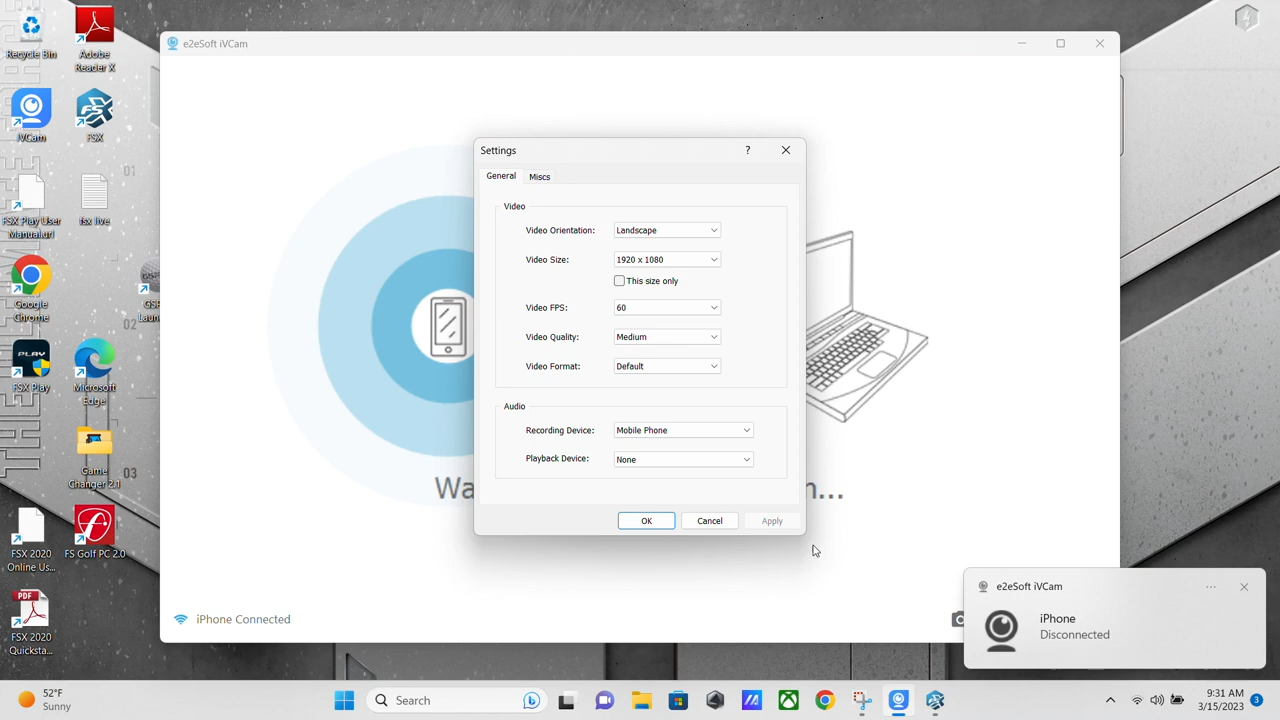 Recycle Bin
Adobe
Reader X
iVCam
FSX
FSX Play User
Manual.url
fsx live
Google
Chrome
GSP
Laun
PLAY
FSX Play
Microsoft
Edge
Game
Changer 2.1
FSX 2020
Online Us...
FS Golf PC 2.0
PDF
FSX 2020
Quicksta...
01
02
03
e2eSoft iVCam
Settings
?
General
Miscs
Video
Video Orientation:
Landscape
Video Size:
1920 x 1080
This size only
Video FPS:
60
Video Quality:
Medium
Video Format:
Default
Audio
Recording Device:
Mobile Phone
Playback Device:
None
OK
Cancel
Apply
Wa
m...
iPhone Connected
e2eSoft iVCam
iPhone
Disconnected
52°F
Sunny
Search
9:31 AM
3/15/2023
3